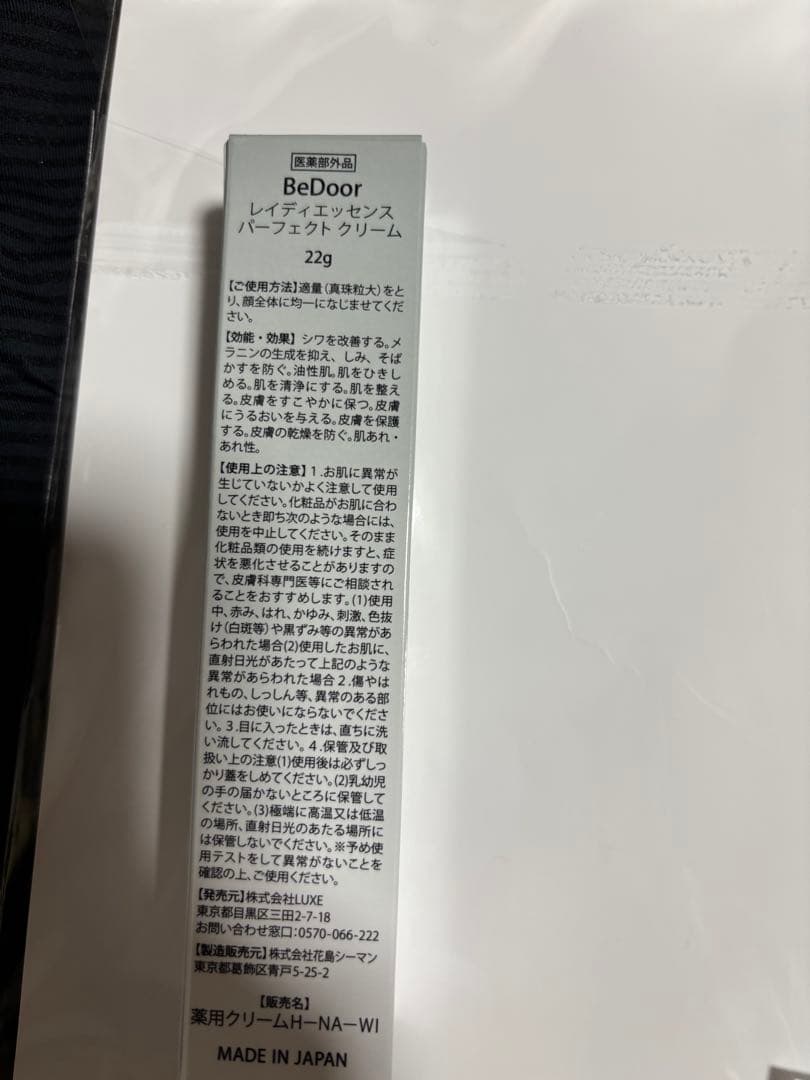 医薬部外品
BeDoor
レイディエッセンス
パーフェクト クリーム
22g
【ご使用方法】適量(真珠粒大)をと
り、顔全体に均一になじませてくだ
さい。
【効能・効果】 シワを改善する。メ
ラニンの生成を抑え、しみ、そば
かすを防ぐ。油性肌。肌をひきし
める。肌を清浄にする。肌を整え
る。皮膚をすこやかに保つ。皮膚
にうるおいを与える。皮膚を保護
する。皮膚の乾燥を防ぐ。肌あれ・
あれ性。
【使用上の注意】1.お肌に異常が
生じていないかよく注意して使用
してください。化粧品がお肌に合わ
ないとき即ち次のような場合には、
使用を中止してください。そのまま
化粧品類の使用を続けますと、症
状を悪化させることがありますの
で、皮膚科専門医等にご相談され
ることをおすすめします。(1)使用
中、赤み、はれ、かゆみ、刺激、色抜
け(白斑等)や黒ずみ等の異常があ
らわれた場合(2)使用したお肌に、
直射日光があたって上記のような
異常があらわれた場合2.傷やは
れもの、しっしん等、異常のある部
位にはお使いにならないでくださ
い。3.目に入ったときは、直ちに洗
い流してください。4.保管及び取
扱い上の注意(1)使用後は必ずしっ
かり蓋をしめてください。(2)乳幼児
の手の届かないところに保管して
ください。(3)極端に高温又は低温
の場所、直射日光のあたる場所に
は保管しないでください。※予め使
用テストをして異常がないことを
確認の上、ご使用ください。
【発売元】株式会社LUXE
東京都目黒区三田2-7-18
お問い合わせ窓口:0570-066-222
【製造販売元】株式会社花島シーマン
東京都葛飾区青戸5-25-2
【販売名】
薬用クリームH-NA-WI
MADE IN JAPAN